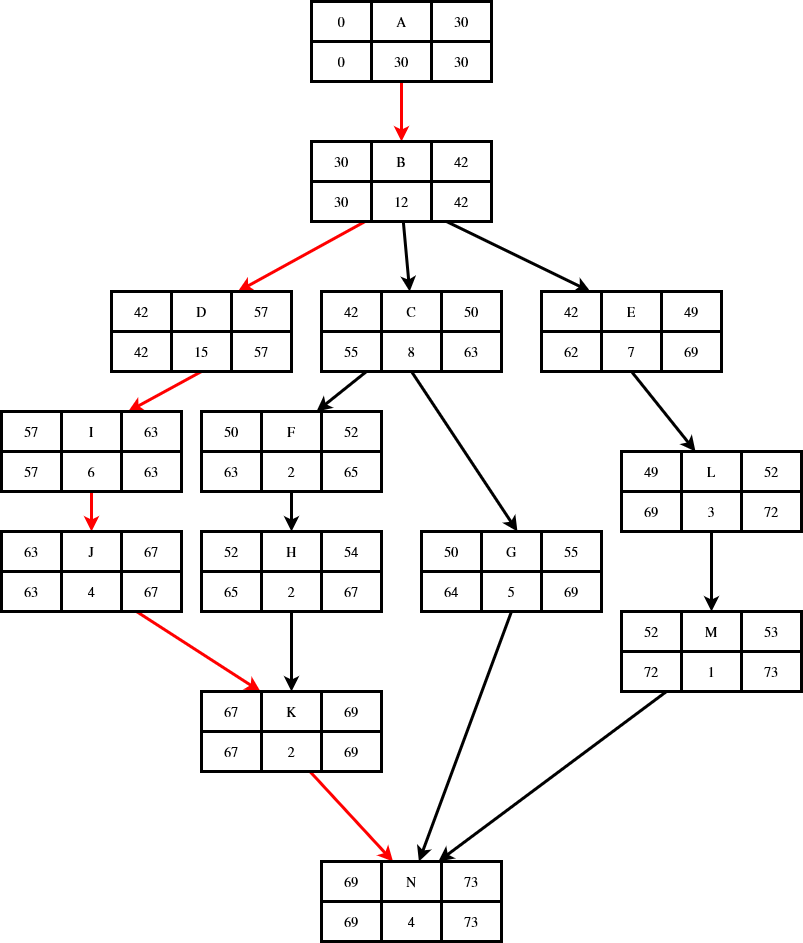 0 A 30
0 30 30
30 B 42
30 12 42
42 D 57
42 15 57
42 C 50
55 8 63
42 E 49
62 7 69
57 I 63
57 6 63
50 F 52
63 2 65
49 L 52
69 3 72
63 J 67
63 4 67
52 H 54
65 2 67
50 G 55
64 5 69
52 M 53
72 1 73
67 K 69
67 2 69
69 N 73
69 4 73